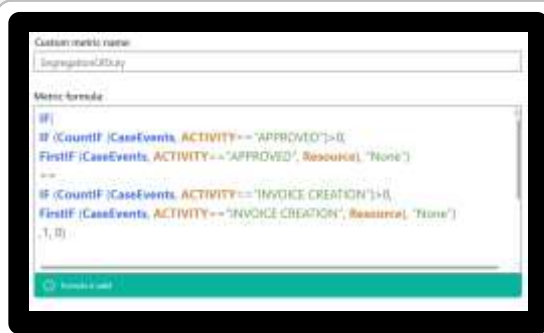 Custom metric name
SegregationOfDuty
Metric formula
IF(
IF (CountIF (CaseEvents, ACTIVITY=="APPROVED")>0,
FirstIF (CaseEvents, ACTIVITY=="APPROVED", Resource), "None")
==
IF (CountIF (CaseEvents, ACTIVITY=="INVOICE CREATION")>0,
FirstIF (CaseEvents, ACTIVITY=="INVOICE CREATION", Resource), "None")
,1, 0)
Formula is valid